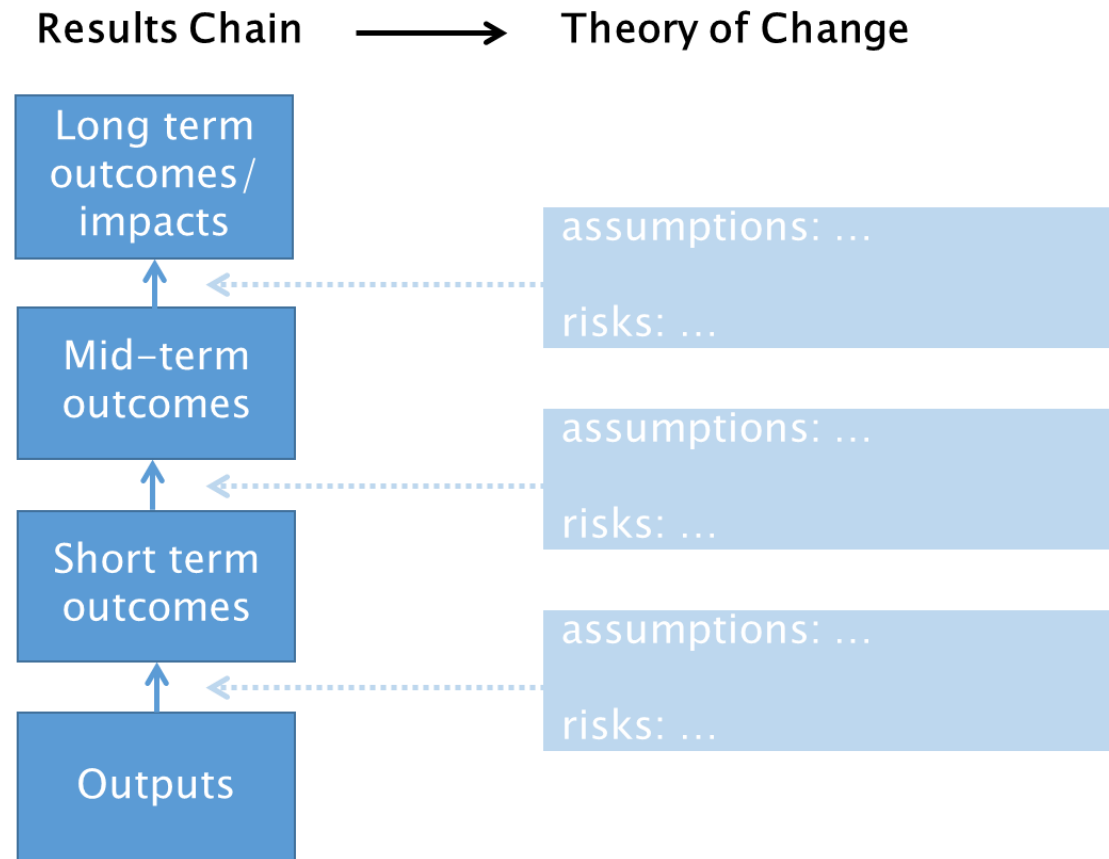 Results Chain
Theory of Change
Long term
outcomes/
impacts
assumptions: ...
risks: ...
Mid-term
outcomes
assumptions: ...
risks: ...
Short term
outcomes
assumptions: ...
risks: ...
Outputs